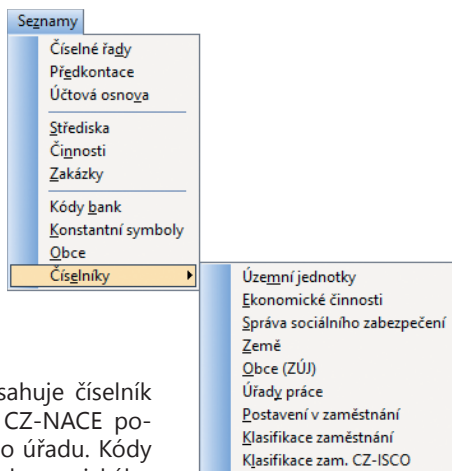 Seznamy
Číselné řady
Předkontace
Účtová osnova
Střediska
Činnosti
Zakázky
Kódy bank
Konstantní symboly
Obce
Číselníky
Územní jednotky
Ekonomické činnosti
Správa sociálního zabezpečení
Země
Obce (ZÚJ)
Úřady práce
Postavení v zaměstnání
Klasifikace zaměstnání
Klasifikace zam. CZ-ISCO
sahuje číselník
CZ-NACE po-
o úřadu. Kódy